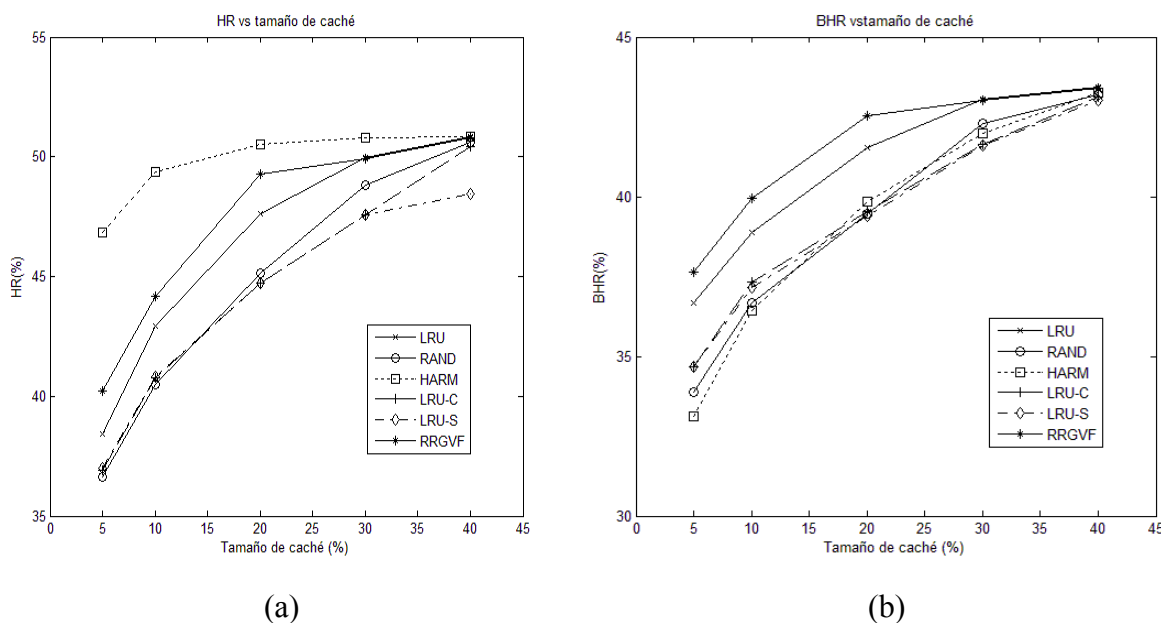 HR vs tamaño de caché
55
50
45
40
35
HR(%)
0 5 10 15 20 25 30 35 40 45
Tamaño de caché (%)
LRU
RAND
HARM
LRU-C
LRU-S
RRGVF
(a)
BHR vstamaño de caché
45
40
35
30
BHR(%)
0 5 10 15 20 25 30 35 40 45
Tamaño de caché (%)
LRU
RAND
HARM
LRU-C
LRU-S
RRGVF
(b)